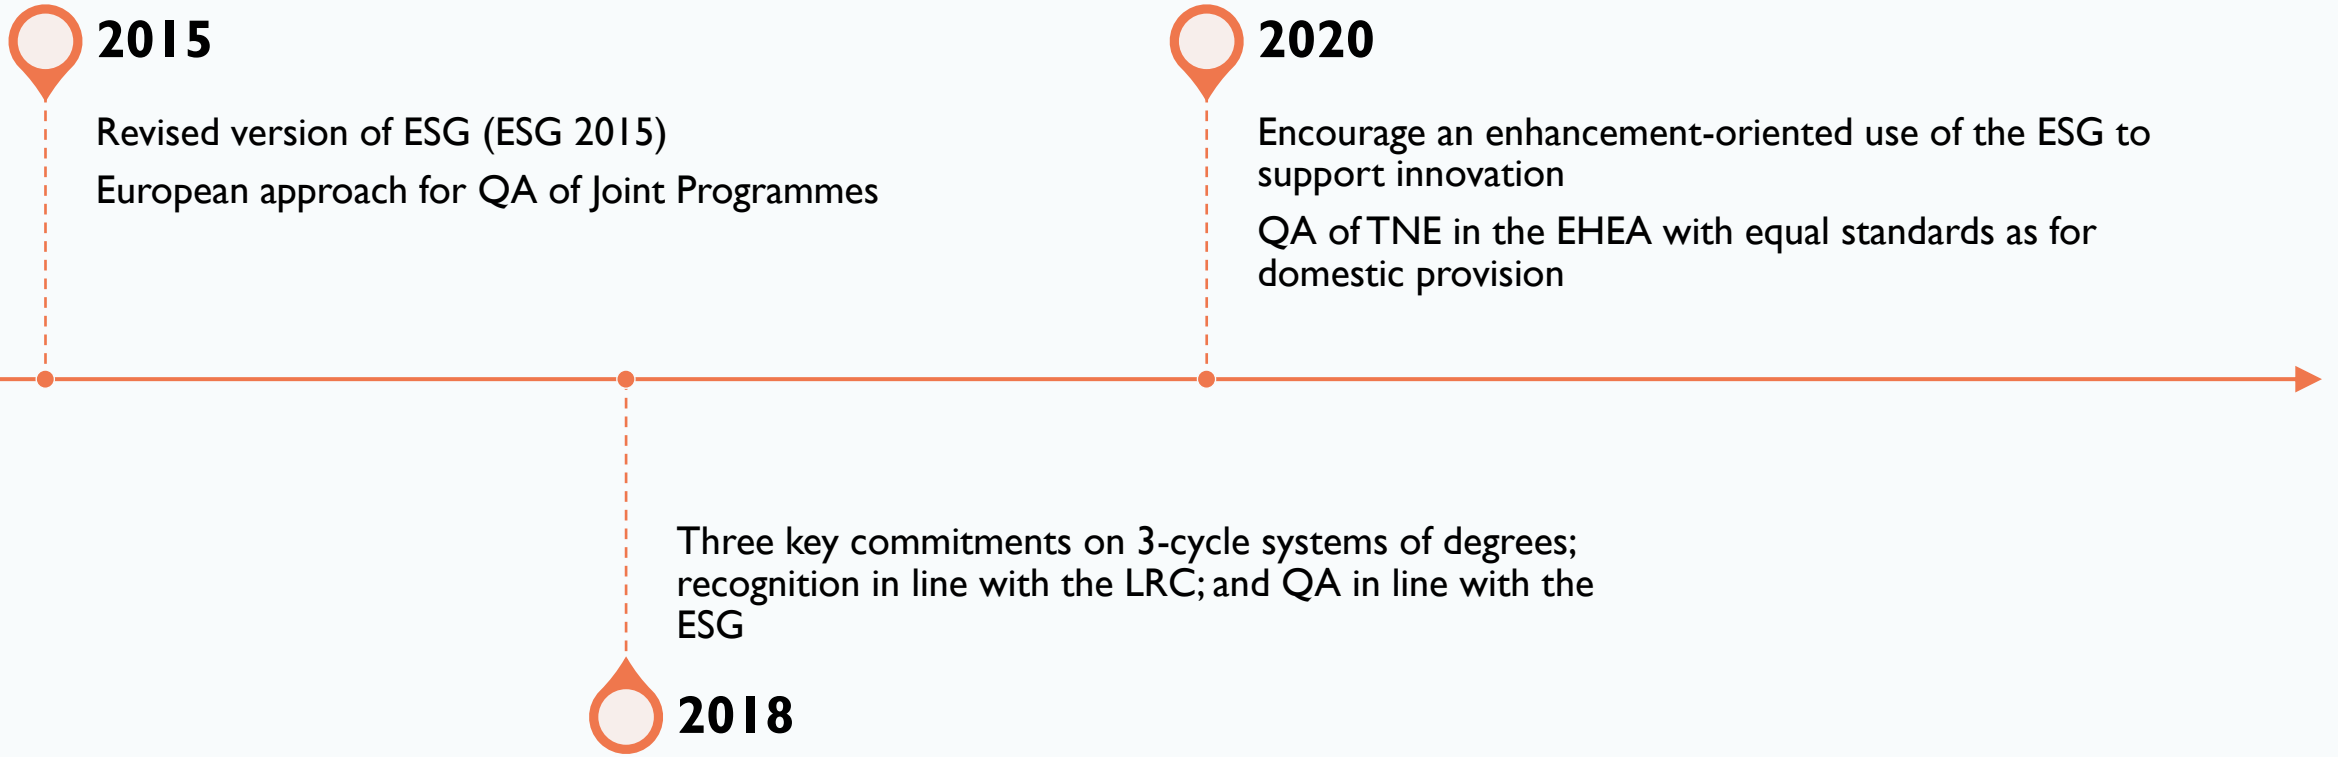 2015
Revised version of ESG (ESG 2015)
European approach for QA of Joint Programmes
2020
Encourage an enhancement-oriented use of the ESG to
support innovation
QA of TNE in the EHEA with equal standards as for
domestic provision
Three key commitments on 3-cycle systems of degrees;
recognition in line with the LRC; and QA in line with the
ESG
2018